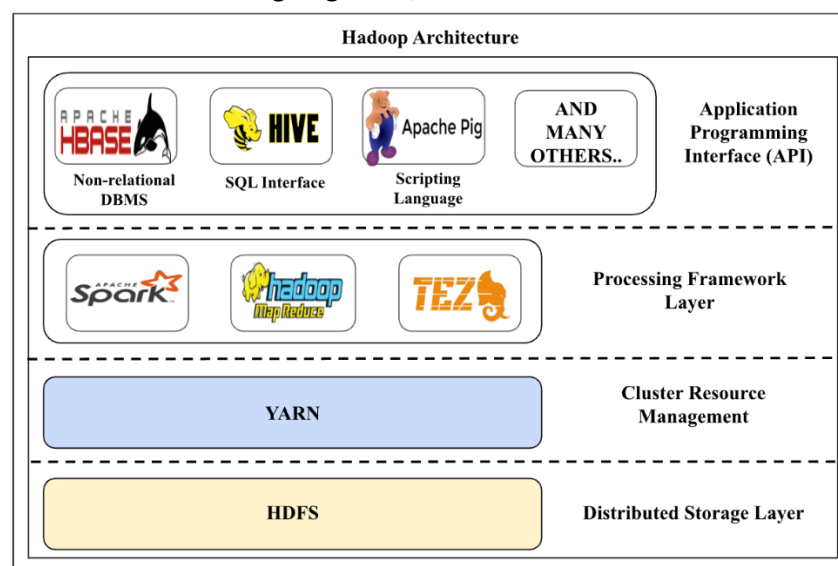 Hadoop Architecture
APACHE
HBASE
Non-relational
DBMS
HIVE
SQL Interface
Apache Pig
Scripting
Language
AND
MANY
OTHERS..
Application
Programming
Interface (API)
APACHE
Spark
hadoop
Map Reduce
TEZ
Processing Framework
Layer
YARN
Cluster Resource
Management
HDFS
Distributed Storage Layer